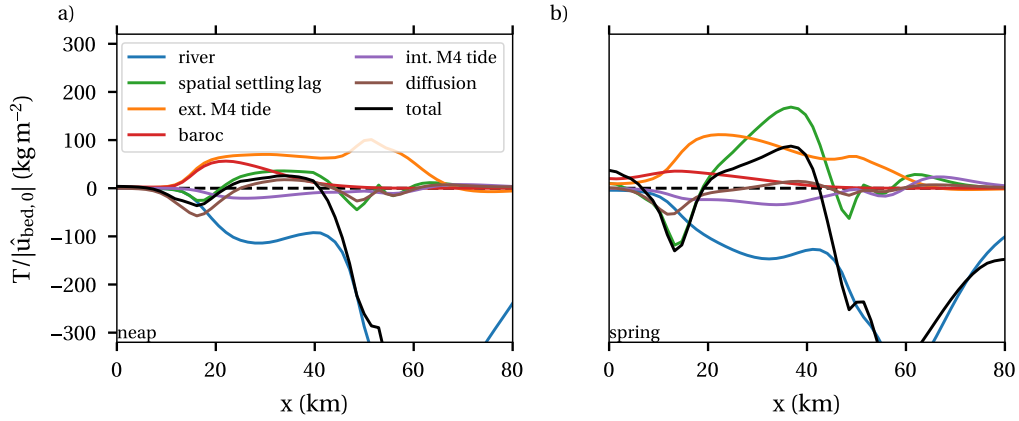 a)
b)
T/|û_bed,0| (kg m⁻²)
300
200
100
0
−100
−200
−300
river
spatial settling lag
ext. M4 tide
baroc
int. M4 tide
diffusion
total
neap
0 20 40 60 80
x (km)
spring
0 20 40 60 80
x (km)